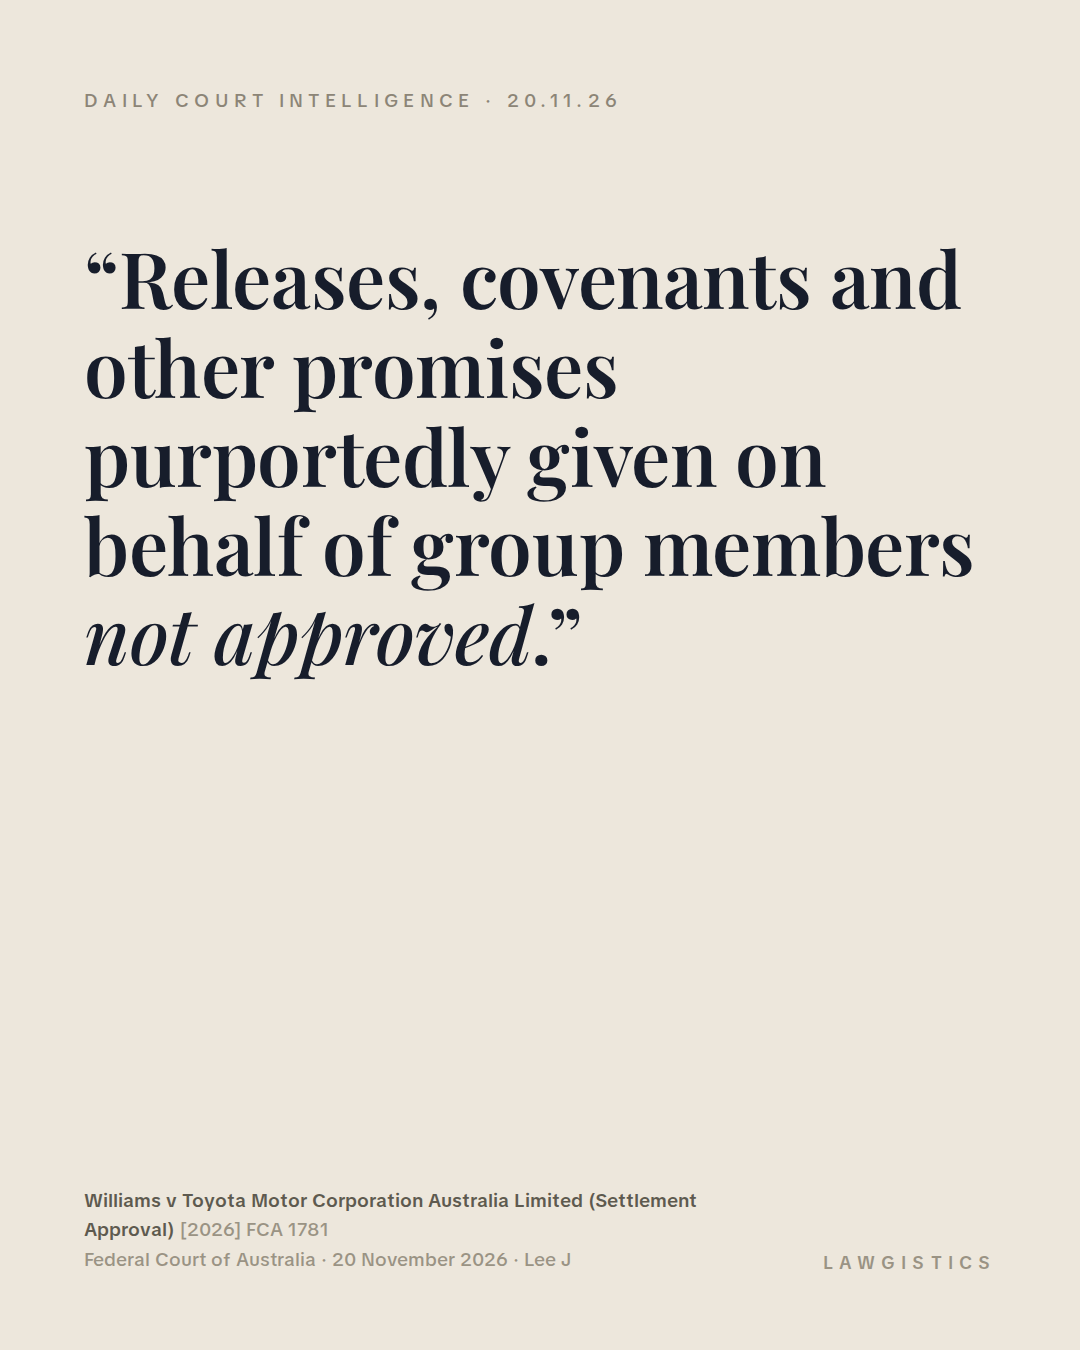 DAILY COURT INTELLIGENCE · 20.11.26
“Releases, covenants and
other promises
purportedly given on
behalf of group members
not approved.”
Williams v Toyota Motor Corporation Australia Limited (Settlement
Approval) [2026] FCA 1781
Federal Court of Australia · 20 November 2026 · Lee J
LAWGISTICS